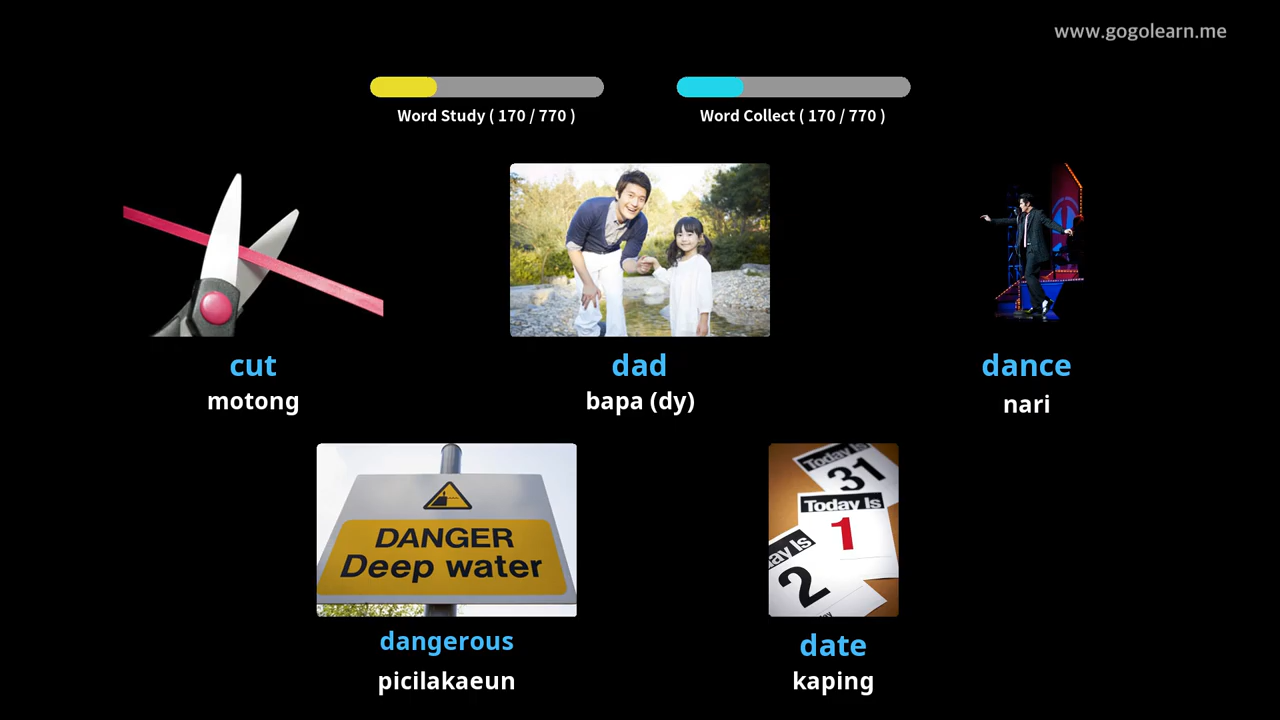 www.gogolearn.me
Word Study ( 170 / 770 )
Word Collect ( 170 / 770 )
cut
motong
dad
bapa (dy)
dance
nari
DANGER
Deep water
dangerous
picilakaeun
Today Is
31
Today Is
1
ay Is
2
date
kaping